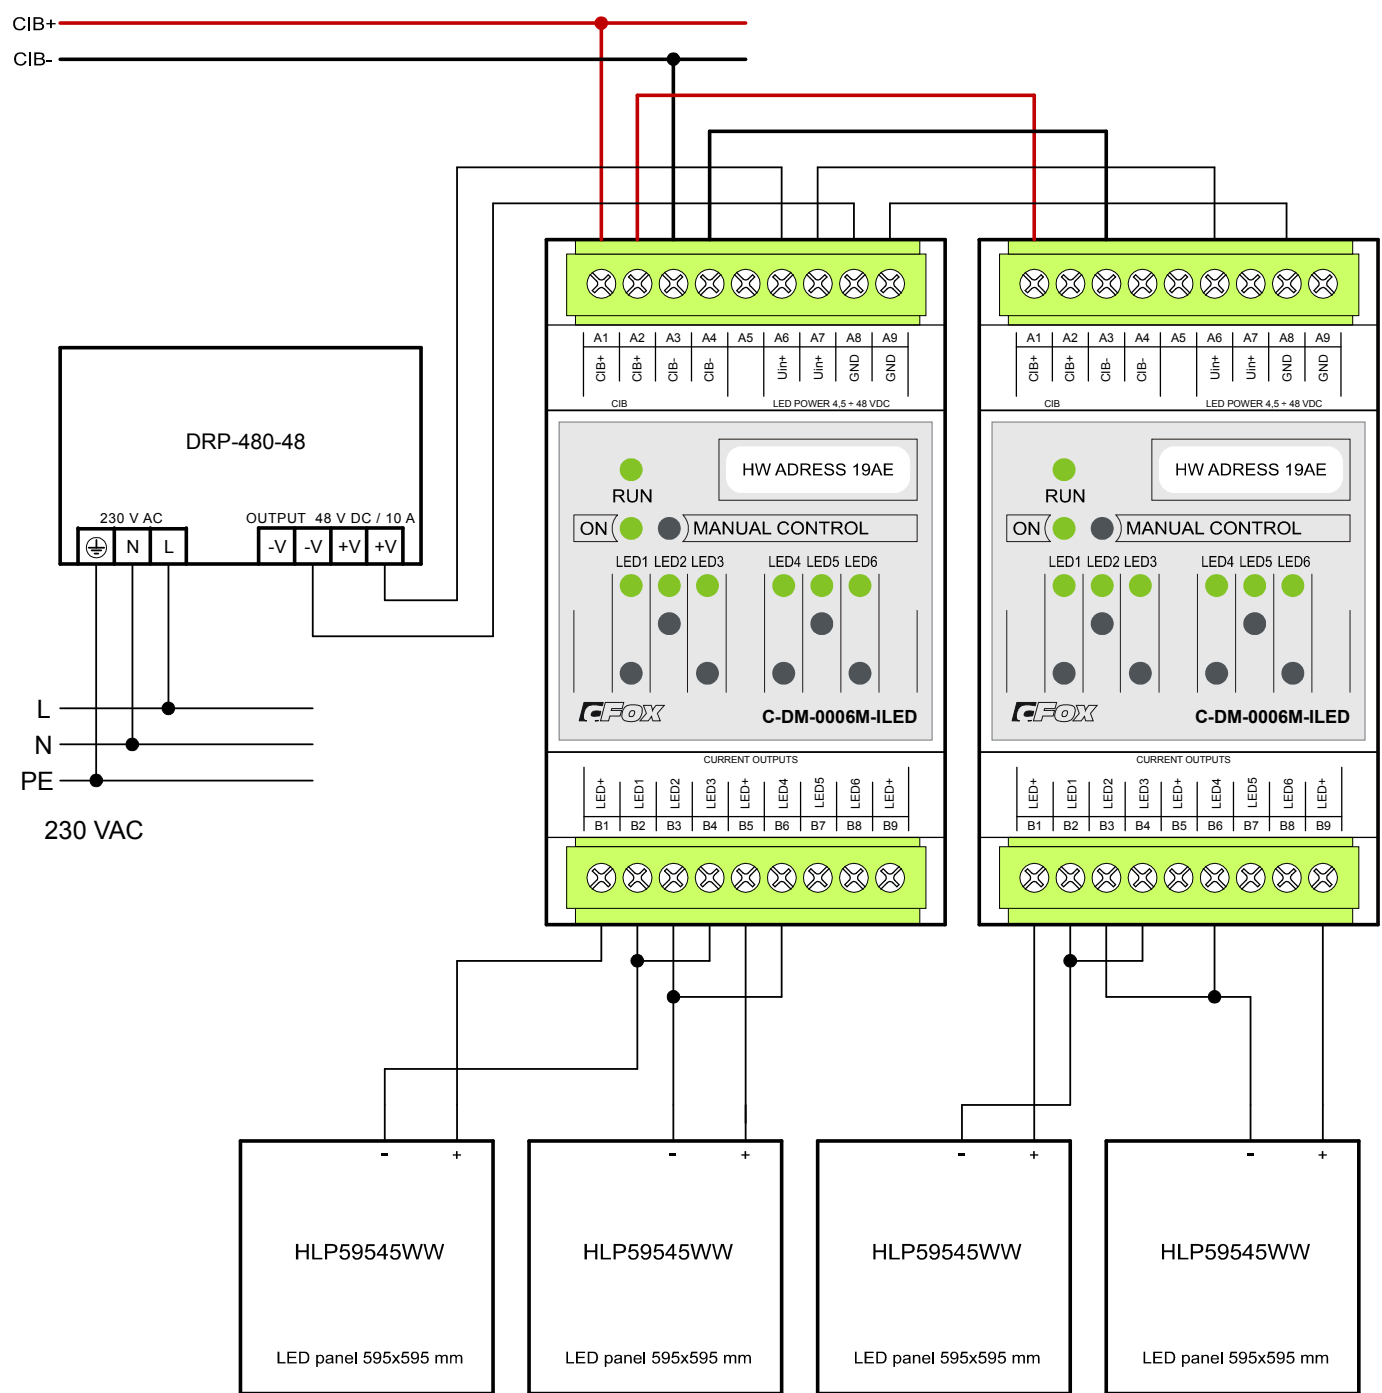 CIB+
CIB-
A1 A2 A3 A4 A5 A6 A7 A8 A9
CIB+ CIB+ CIB- CIB- Uin+ Uin+ GND GND
CIB LED POWER 4,5 ÷ 48 VDC
A1 A2 A3 A4 A5 A6 A7 A8 A9
CIB+ CIB+ CIB- CIB- Uin+ Uin+ GND GND
CIB LED POWER 4,5 ÷ 48 VDC
DRP-480-48
230 V AC OUTPUT 48 V DC / 10 A
N L -V -V +V +V
HW ADRESS 19AE
RUN
ON MANUAL CONTROL
LED1 LED2 LED3 LED4 LED5 LED6
CFox C-DM-0006M-ILED
HW ADRESS 19AE
RUN
ON MANUAL CONTROL
LED1 LED2 LED3 LED4 LED5 LED6
CFox C-DM-0006M-ILED
L
N
PE
230 VAC
CURRENT OUTPUTS
LED+ LED1 LED2 LED3 LED+ LED4 LED5 LED6 LED+
B1 B2 B3 B4 B5 B6 B7 B8 B9
CURRENT OUTPUTS
LED+ LED1 LED2 LED3 LED+ LED4 LED5 LED6 LED+
B1 B2 B3 B4 B5 B6 B7 B8 B9
- +
HLP59545WW
LED panel 595x595 mm
- +
HLP59545WW
LED panel 595x595 mm
- +
HLP59545WW
LED panel 595x595 mm
- +
HLP59545WW
LED panel 595x595 mm